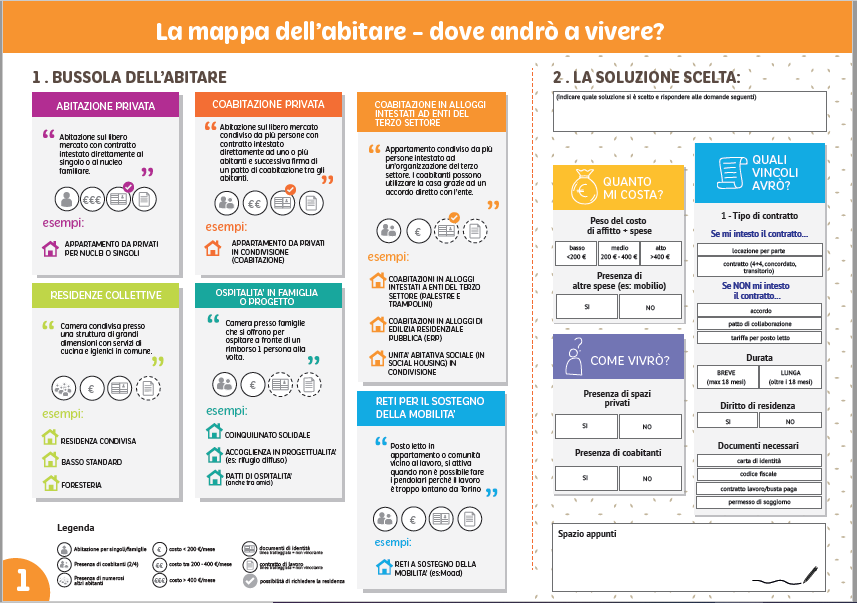 La mappa dell'abitare – dove andrò a vivere?
1 . BUSSOLA DELL'ABITARE
ABITAZIONE PRIVATA
“ Abitazione sul libero
mercato con contratto
intestato direttamente al
singolo o al nucleo
familiare. ”
€€€
esempi:
APPARTAMENTO DA PRIVATI
PER NUCLEI O SINGOLI
COABITAZIONE PRIVATA
“ Abitazione sul libero mercato
condiviso da più persone con
contratto intestato
direttamente ad uno o più
abitanti e successiva firma di
un patto di coabitazione tra gli
abitanti. ”
€€
esempi:
APPARTAMENTO DA PRIVATI
IN CONDIVISIONE
(COABITAZIONE)
COABITAZIONE IN ALLOGGI
INTESTATI AD ENTI DEL
TERZO SETTORE
“ Appartamento condiviso da più
persone intestato ad
un'organizzazione del terzo
settore. I coabitanti possono
utilizzare la casa grazie ad un
accordo diretto con l'ente. ”
€
esempi:
COABITAZIONI IN ALLOGGI
INTESTATI A ENTI DEL TERZO
SETTORE (PALESTRE E
TRAMPOLINI)
COABITAZIONI IN ALLOGGI DI
EDILIZIA RESIDENZIALE
PUBBLICA (ERP)
UNITA' ABITATIVA SOCIALE (IN
SOCIAL HOUSING) IN
CONDIVISIONE
RESIDENZE COLLETTIVE
“ Camera condivisa presso
una struttura di grandi
dimensioni con servizi di
cucina e igienici in comune. ”
€
esempi:
RESIDENZA CONDIVISA
BASSO STANDARD
FORESTERIA
OSPITALITA' IN FAMIGLIA
O PROGETTO
“ Camera presso famiglie
che si offrono per
ospitare a fronte di un
rimborso 1 persona alla
volta. ”
€
esempi:
COINQUILINATO SOLIDALE
ACCOGLIENZA IN PROGETTUALITA'
(es: rifugio diffuso)
PATTI DI OSPITALITA'
(anche tra amici)
RETI PER IL SOSTEGNO
DELLA MOBILITA'
“ Posto letto in
appartamento o comunità
vicino al lavoro, si attiva
quando non è possibile fare
i pendolari perché il lavoro
è troppo lontano da Torino ”
€
esempi:
RETI A SOSTEGNO DELLA
MOBILITA' (es:Moad)
Legenda
Abitazione per singoli/famiglie
Presenza di coabitanti (2/4)
Presenza di numerosi
altri abitanti
€ costo < 200 €/mese
€€ costo tra 200 - 400 €/mese
€€€ costo > 400 €/mese
documenti di identità
linea tratteggiata = non vincolante
contratto di lavoro
linea tratteggiata = non vincolante
possibilità di richiedere la residenza
1
2 . LA SOLUZIONE SCELTA:
(Indicare quale soluzione si è scelto e rispondere alle domande seguenti)
QUANTO
MI COSTA?
€
Peso del costo
di affitto + spese
basso
<200 €
medio
200 € - 400 €
alto
>400 €
Presenza di
altre spese (es: mobilio)
SI
NO
COME VIVRÒ?
Presenza di spazi
privati
SI
NO
Presenza di coabitanti
SI
NO
QUALI
VINCOLI
AVRÒ?
1 - Tipo di contratto
Se mi intesto il contratto...
locazione per parte
contratto (4+4, concordato,
transitorio)
Se NON mi intesto
il contratto...
accordo
patto di collaborazione
tariffa per posto letto
Durata
BREVE
(max 18 mesi)
LUNGA
(oltre i 18 mesi)
Diritto di residenza
SI
NO
Documenti necessari
carta di identità
codice fiscale
contratto lavoro/busta paga
permesso di soggiorno
Spazio appunti